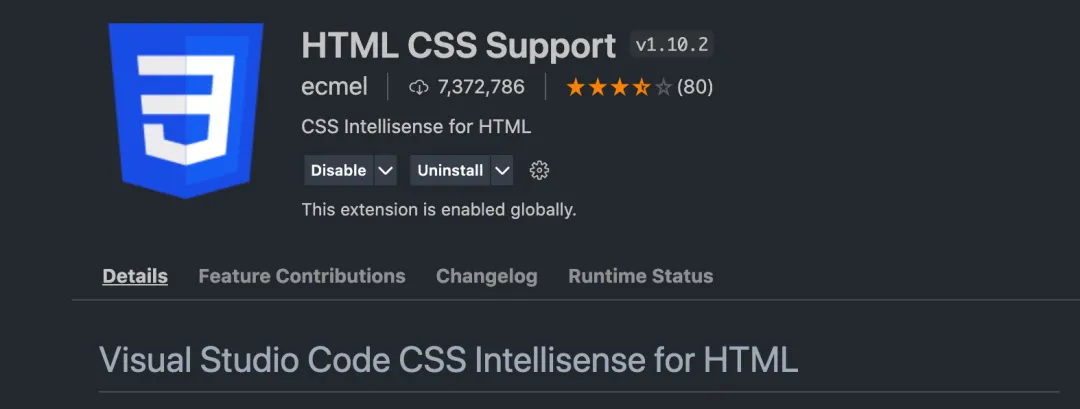 HTML CSS Support v1.10.2
ecmel 7,372,786 (80)
CSS Intellisense for HTML
Disable Uninstall
This extension is enabled globally.
Details Feature Contributions Changelog Runtime Status
Visual Studio Code CSS Intellisense for HTML